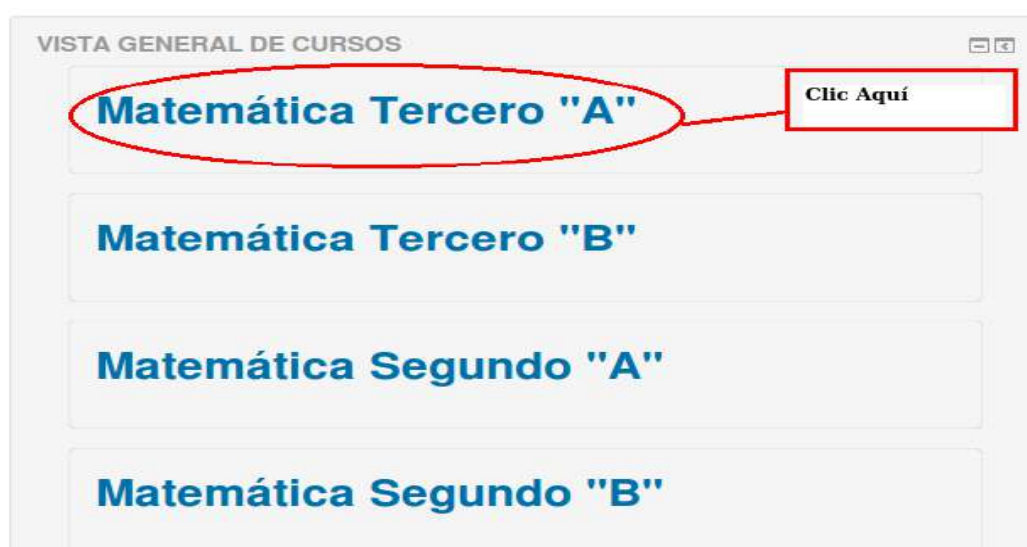 VISTA GENERAL DE CURSOS
Matemática Tercero "A"
Clic Aquí
Matemática Tercero "B"
Matemática Segundo "A"
Matemática Segundo "B"